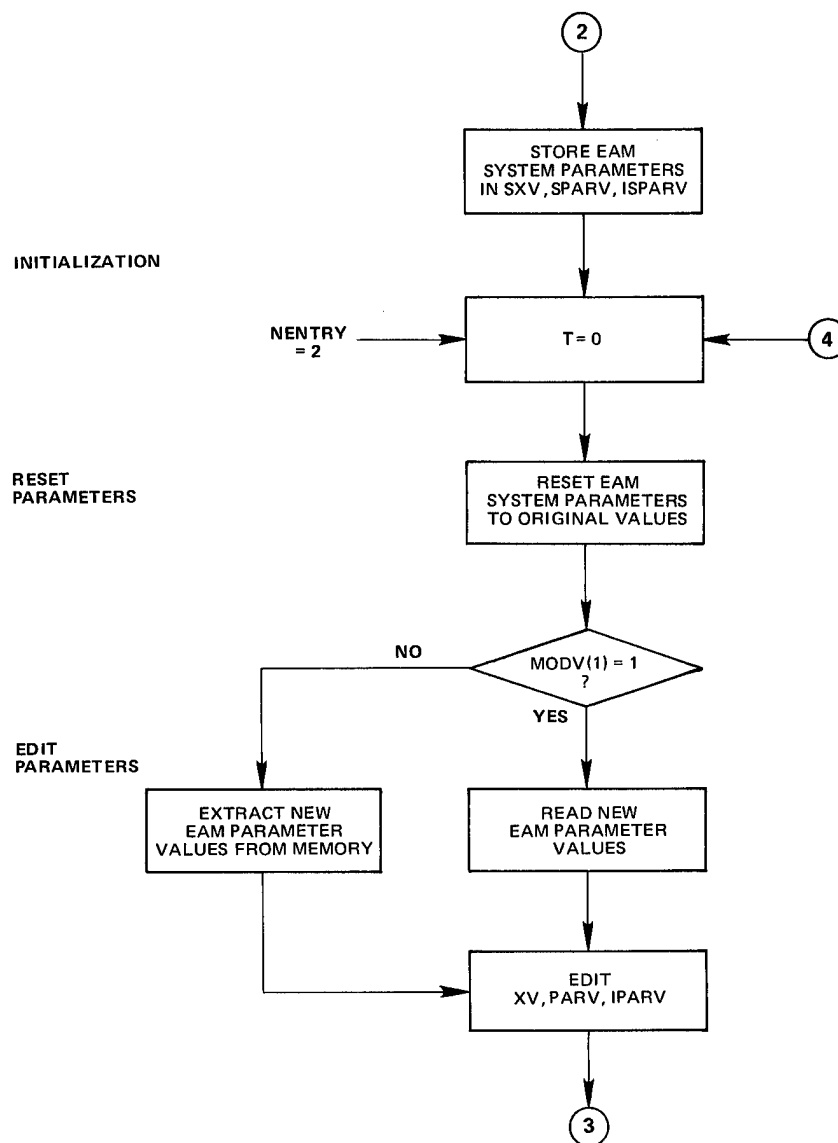 2
STORE EAM
SYSTEM PARAMETERS
IN SXV, SPARV, ISPARV
INITIALIZATION
NENTRY
= 2
T = 0
4
RESET
PARAMETERS
RESET EAM
SYSTEM PARAMETERS
TO ORIGINAL VALUES
NO
MODV(1) = 1
?
YES
EDIT
PARAMETERS
EXTRACT NEW
EAM PARAMETER
VALUES FROM MEMORY
READ NEW
EAM PARAMETER
VALUES
EDIT
XV, PARV, IPARV
3